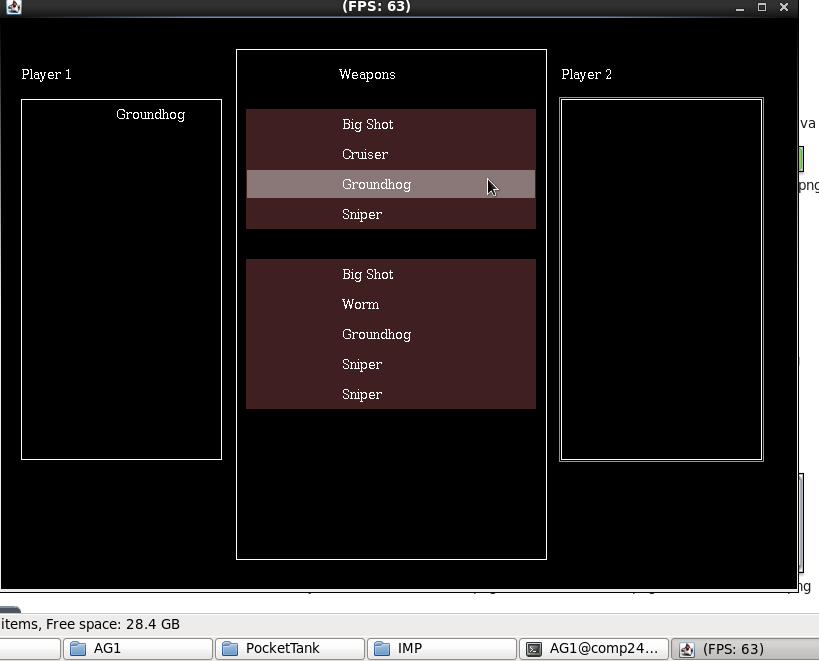 (FPS: 63)
Player 1
Weapons
Player 2
Groundhog
Big Shot
Cruiser
Groundhog
Sniper
Big Shot
Worm
Groundhog
Sniper
Sniper
va
png
items, Free space: 28.4 GB
AG1
PocketTank
IMP
AG1@comp24...
(FPS: 63)